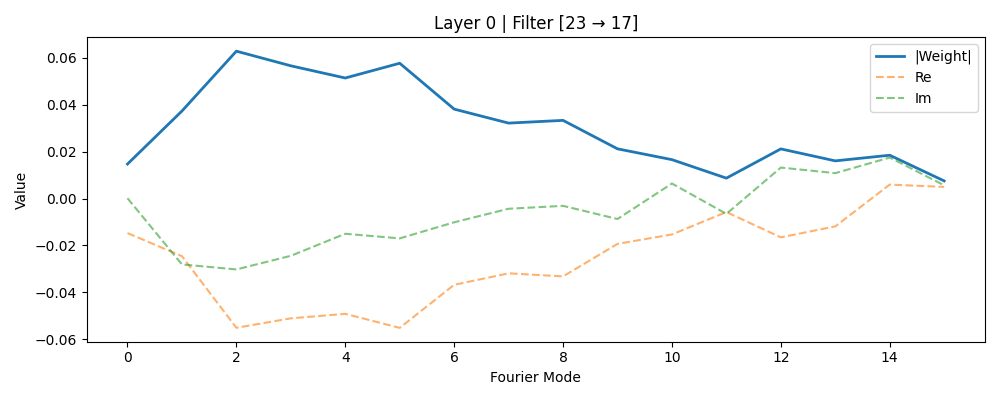 Layer 0 | Filter [23 → 17]
|Weight|
Re
Im
Value
0.06
0.04
0.02
0.00
−0.02
−0.04
−0.06
0 2 4 6 8 10 12 14
Fourier Mode